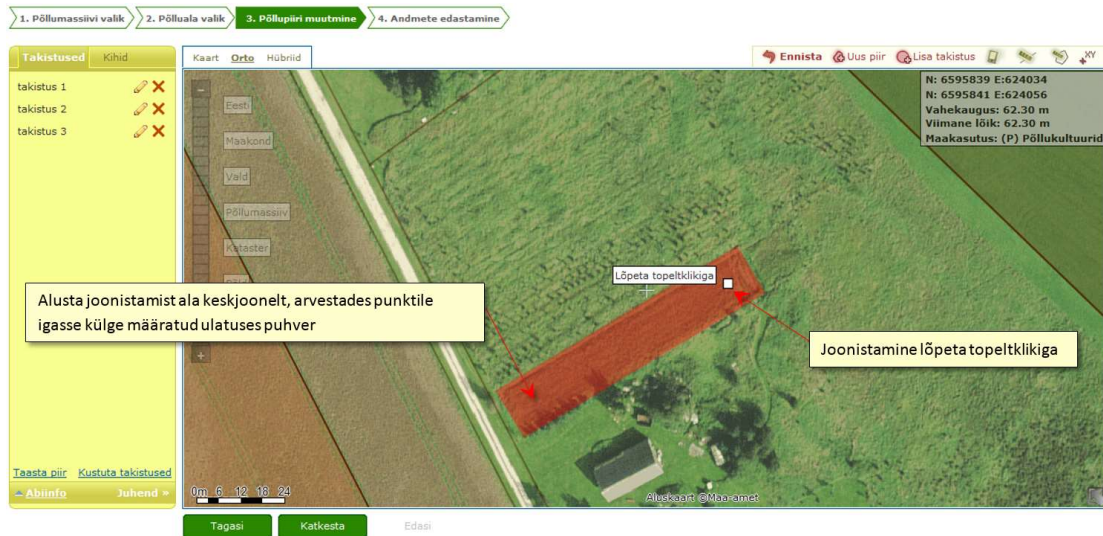 1. Põllumassiivi valik 2. Põlluala valik 3. Põllupiiri muutmine 4. Andmete edastamine
Takistused Kihid
Kaart Orto Hübriid
Ennista Uus piir Lisa takistus XY
takistus 1
takistus 2
takistus 3
N: 6595839 E:624034
N: 6595841 E:624056
Vahekaugus: 62.30 m
Viimane lõik: 62.30 m
Maakasutus: (P) Põllukultuurid
Eesti
Maakond
Vald
Põllumassiiv
Kataster
Lõpeta topeltklikiga
Alusta joonistamist ala keskjoonelt, arvestades punktile
igasse külge määratud ulatuses puhver
Joonistamine lõpeta topeltklikiga
Taasta piir Kustuta takistused
Abiinfo Juhend »
0m 6 12 18 24
Aluskaart ©Maa-amet
Tagasi Katkesta Edasi